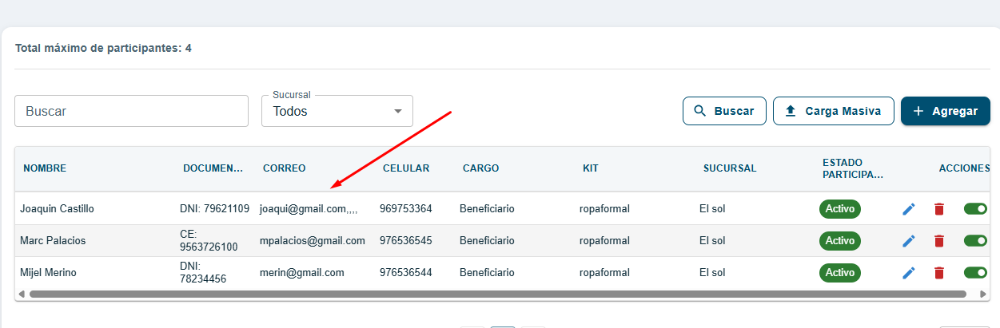 Total máximo de participantes: 4
Sucursal
Buscar Todos Buscar Carga Masiva Agregar
NOMBRE DOCUMEN... CORREO CELULAR CARGO KIT SUCURSAL ESTADO PARTICIPA... ACCIONES
Joaquin Castillo DNI: 79621109 joaqui@gmail.com,,,, 969753364 Beneficiario ropaformal El sol Activo
Marc Palacios CE: 9563726100 mpalacios@gmail.com 976536545 Beneficiario ropaformal El sol Activo
Mijel Merino DNI: 78234456 merin@gmail.com 976536544 Beneficiario ropaformal El sol Activo